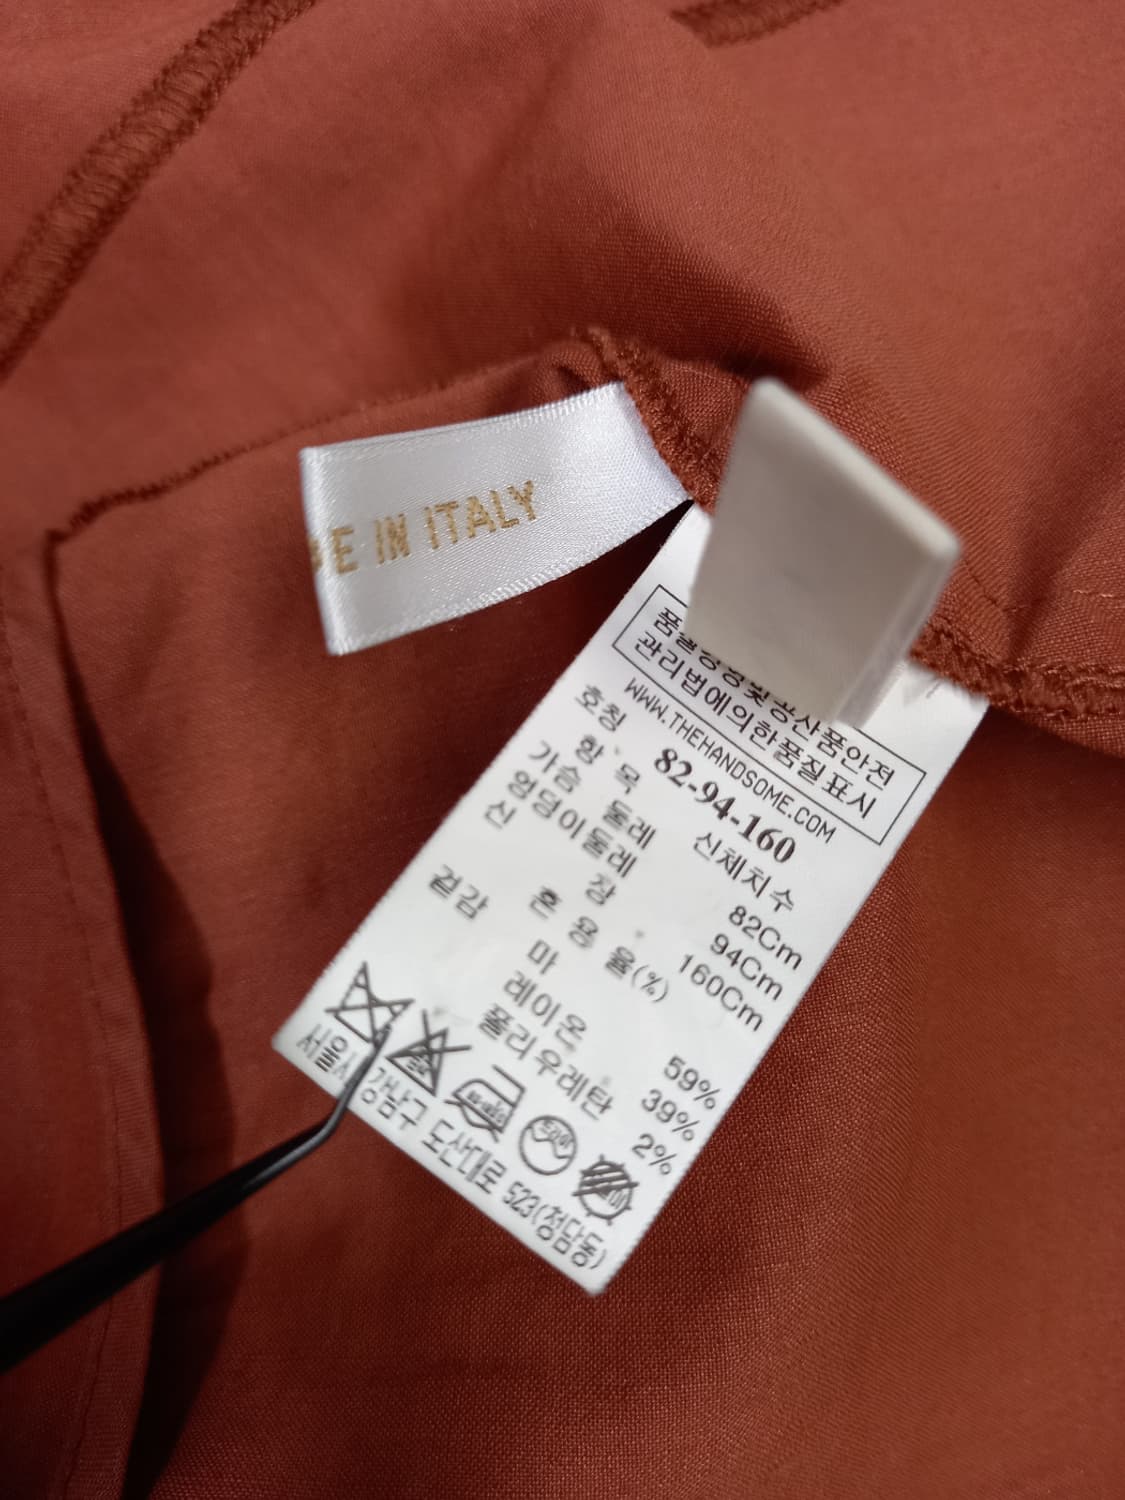 E IN ITALY
품질경영및공산품안전
관리법에의한품질표시
WWW.THEHANDSOME.COM
호칭 82-94-160
항 목 신체치수
가슴 둘레 82Cm
엉덩이둘레 94Cm
신 장 160Cm
혼 용 율(%)
겉감 마 59%
레이온 39%
폴리우레탄 2%
서울시 강남구 도산대로 523(청담동)